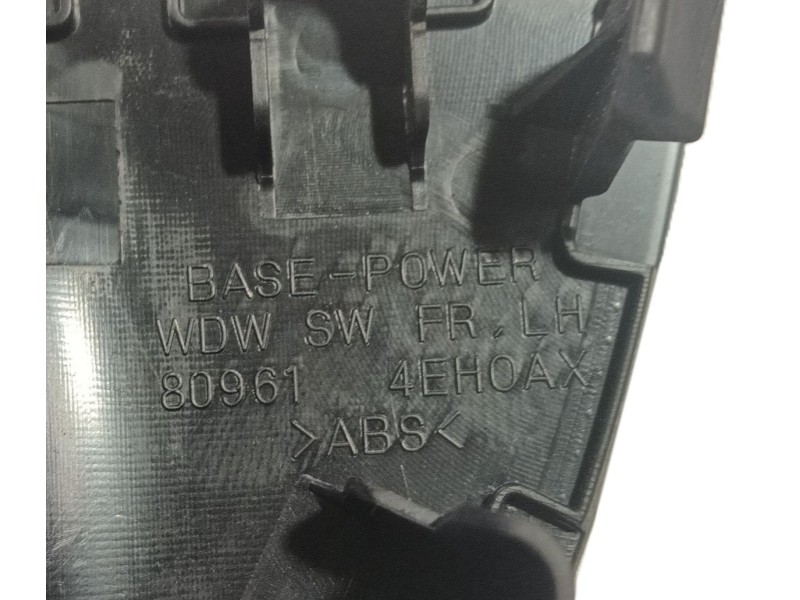 BASE-POWER
WDW SW FR, LH
80961 4EH0AX
>ABS<